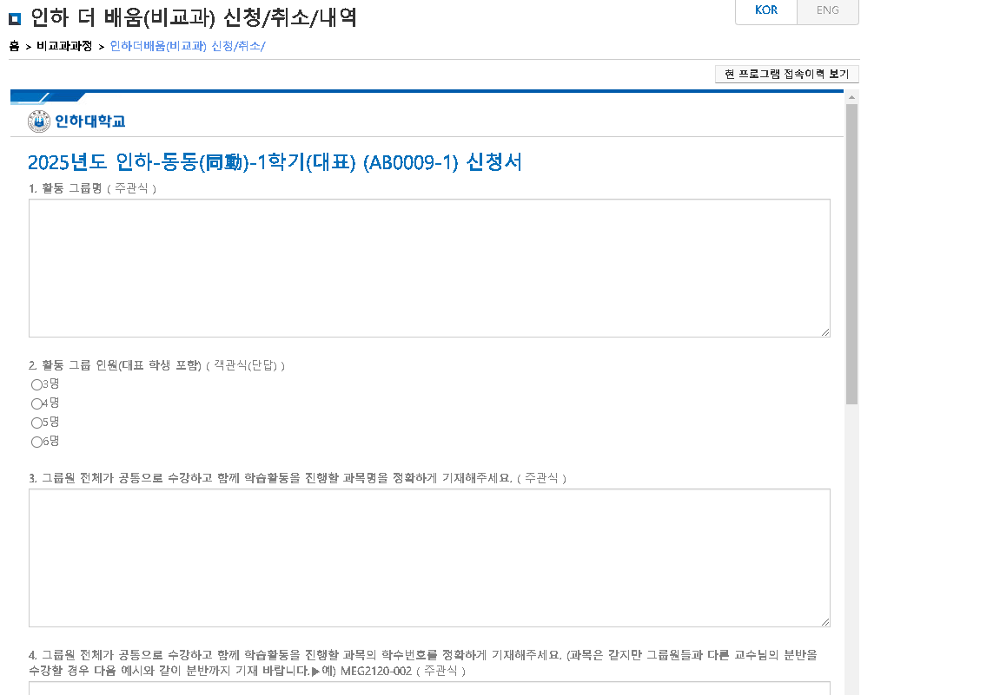 인하 더 배움(비교과) 신청/취소/내역
KOR
ENG
홈 > 비교과과정 > 인하더배움(비교과) 신청/취소/
현 프로그램 접속이력 보기
인하대학교
2025년도 인하-동동(同動)-1학기(대표) (AB0009-1) 신청서
1. 활동 그룹명 ( 주관식 )
2. 활동 그룹 인원(대표 학생 포함) ( 객관식(단답) )
3명
4명
5명
6명
3. 그룹원 전체가 공통으로 수강하고 함께 학습활동을 진행할 과목명을 정확하게 기재해주세요. ( 주관식 )
4. 그룹원 전체가 공통으로 수강하고 함께 학습활동을 진행할 과목의 학수번호를 정확하게 기재해주세요. (과목은 같지만 그룹원들과 다른 교수님의 분반을
수강할 경우 다음 예시와 같이 분반까지 기재 바랍니다.▶예) MEG2120-002 ( 주관식 )